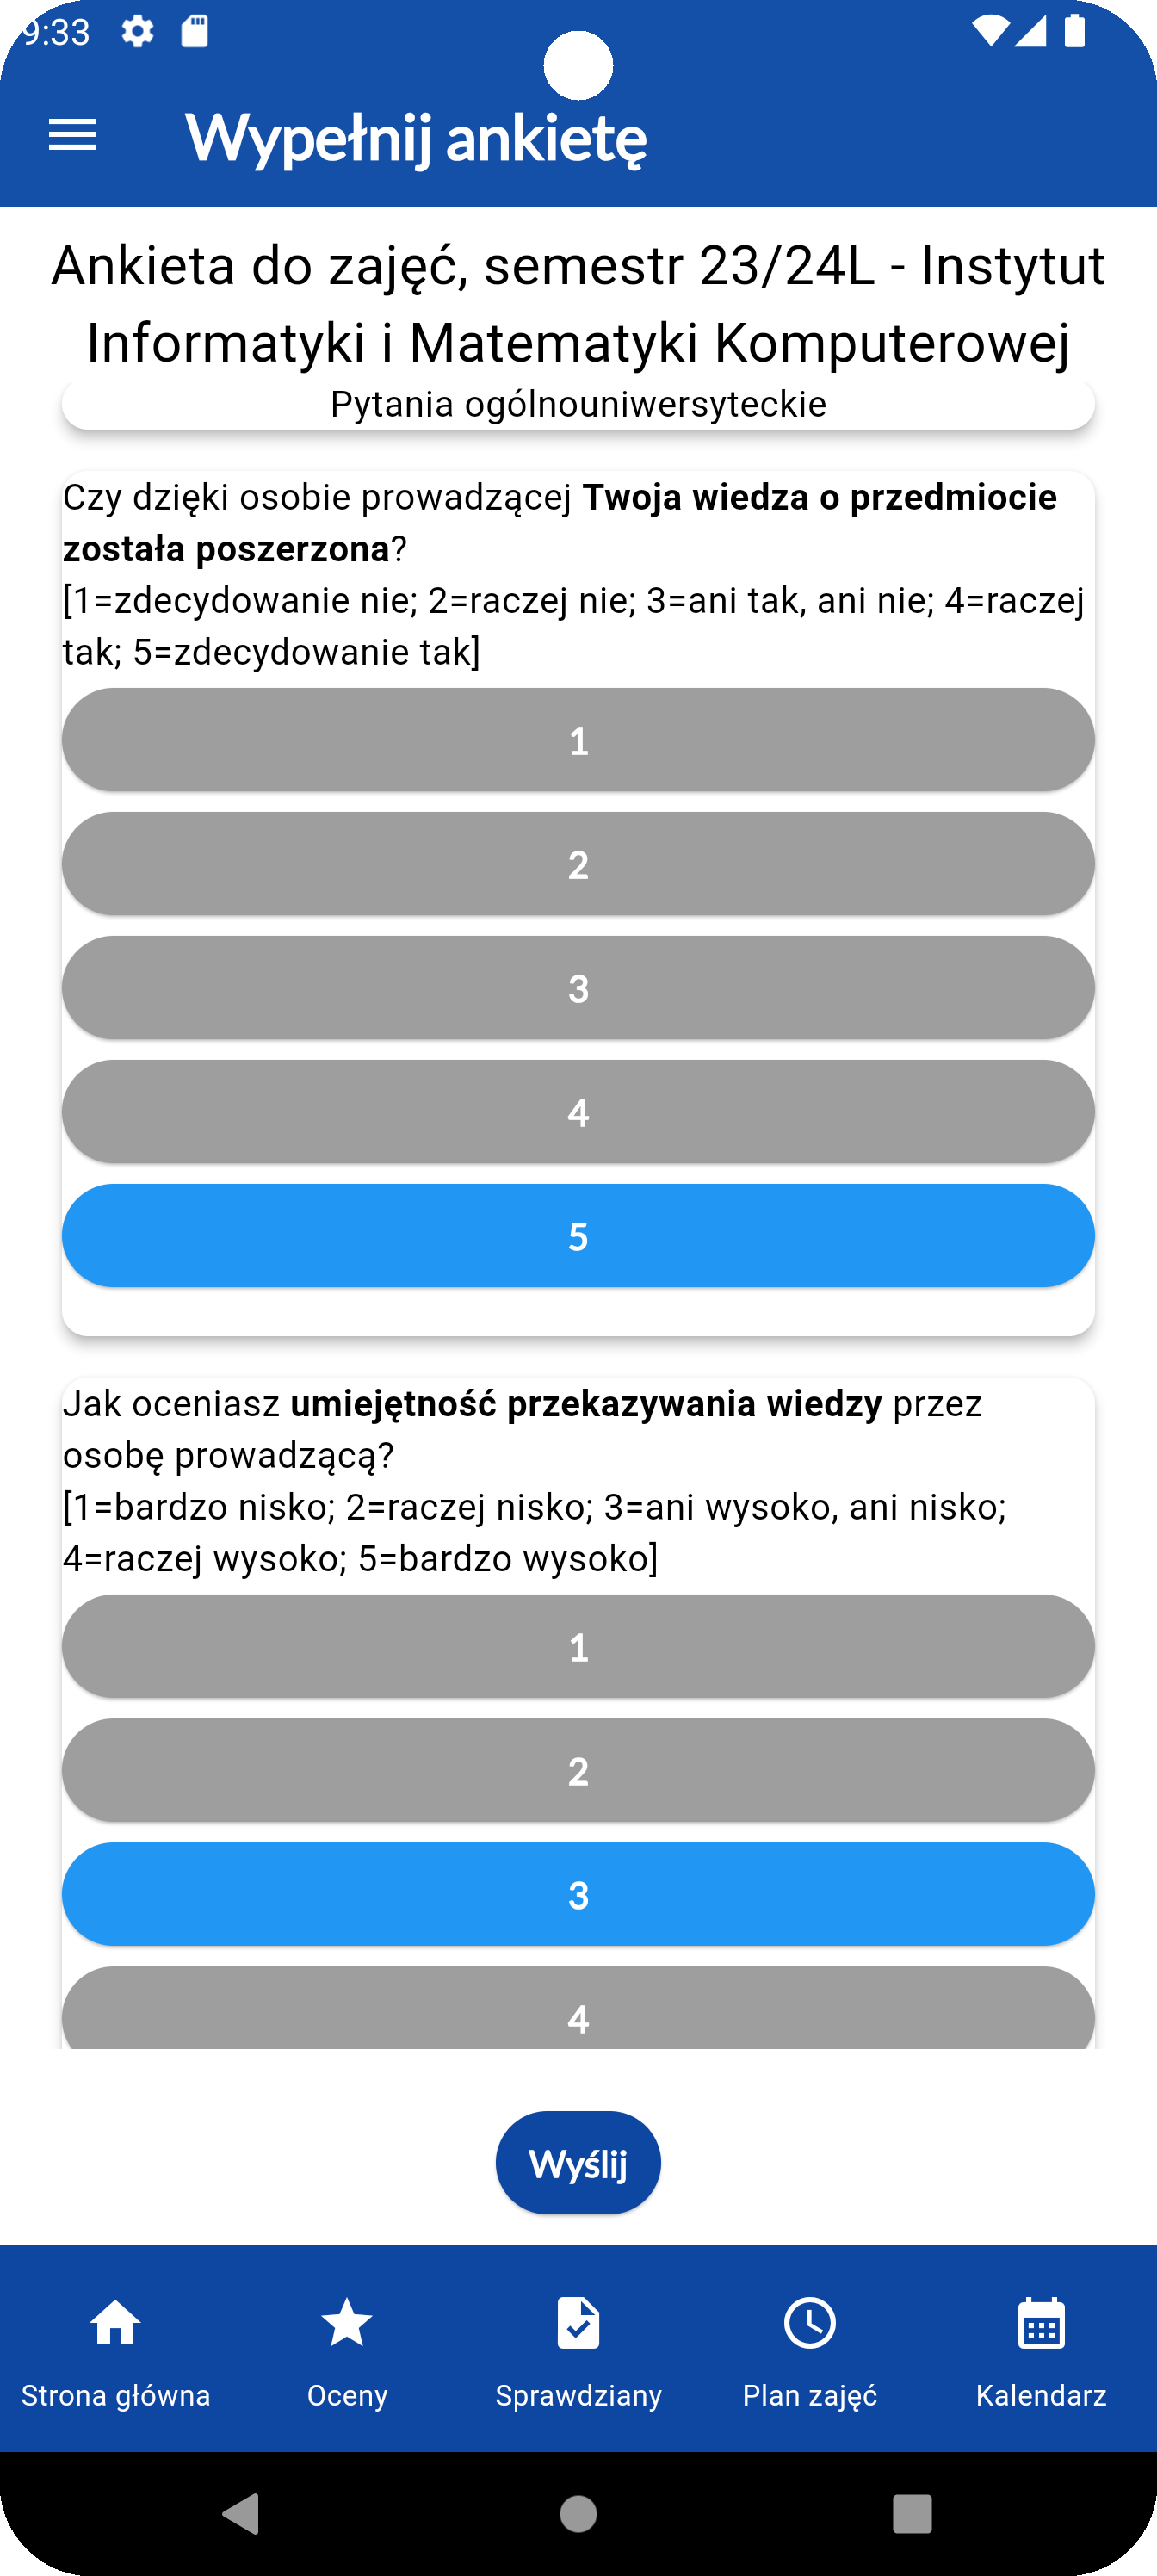 9:33
Wypełnij ankietę
Ankieta do zajęć, semestr 23/24L - Instytut
Informatyki i Matematyki Komputerowej
Pytania ogólnouniwersyteckie
Czy dzięki osobie prowadzącej Twoja wiedza o przedmiocie
została poszerzona?
[1=zdecydowanie nie; 2=raczej nie; 3=ani tak, ani nie; 4=raczej
tak; 5=zdecydowanie tak]
1
2
3
4
5
Jak oceniasz umiejętność przekazywania wiedzy przez
osobę prowadzącą?
[1=bardzo nisko; 2=raczej nisko; 3=ani wysoko, ani nisko;
4=raczej wysoko; 5=bardzo wysoko]
1
2
3
4
Wyślij
Strona główna Oceny Sprawdziany Plan zajęć Kalendarz